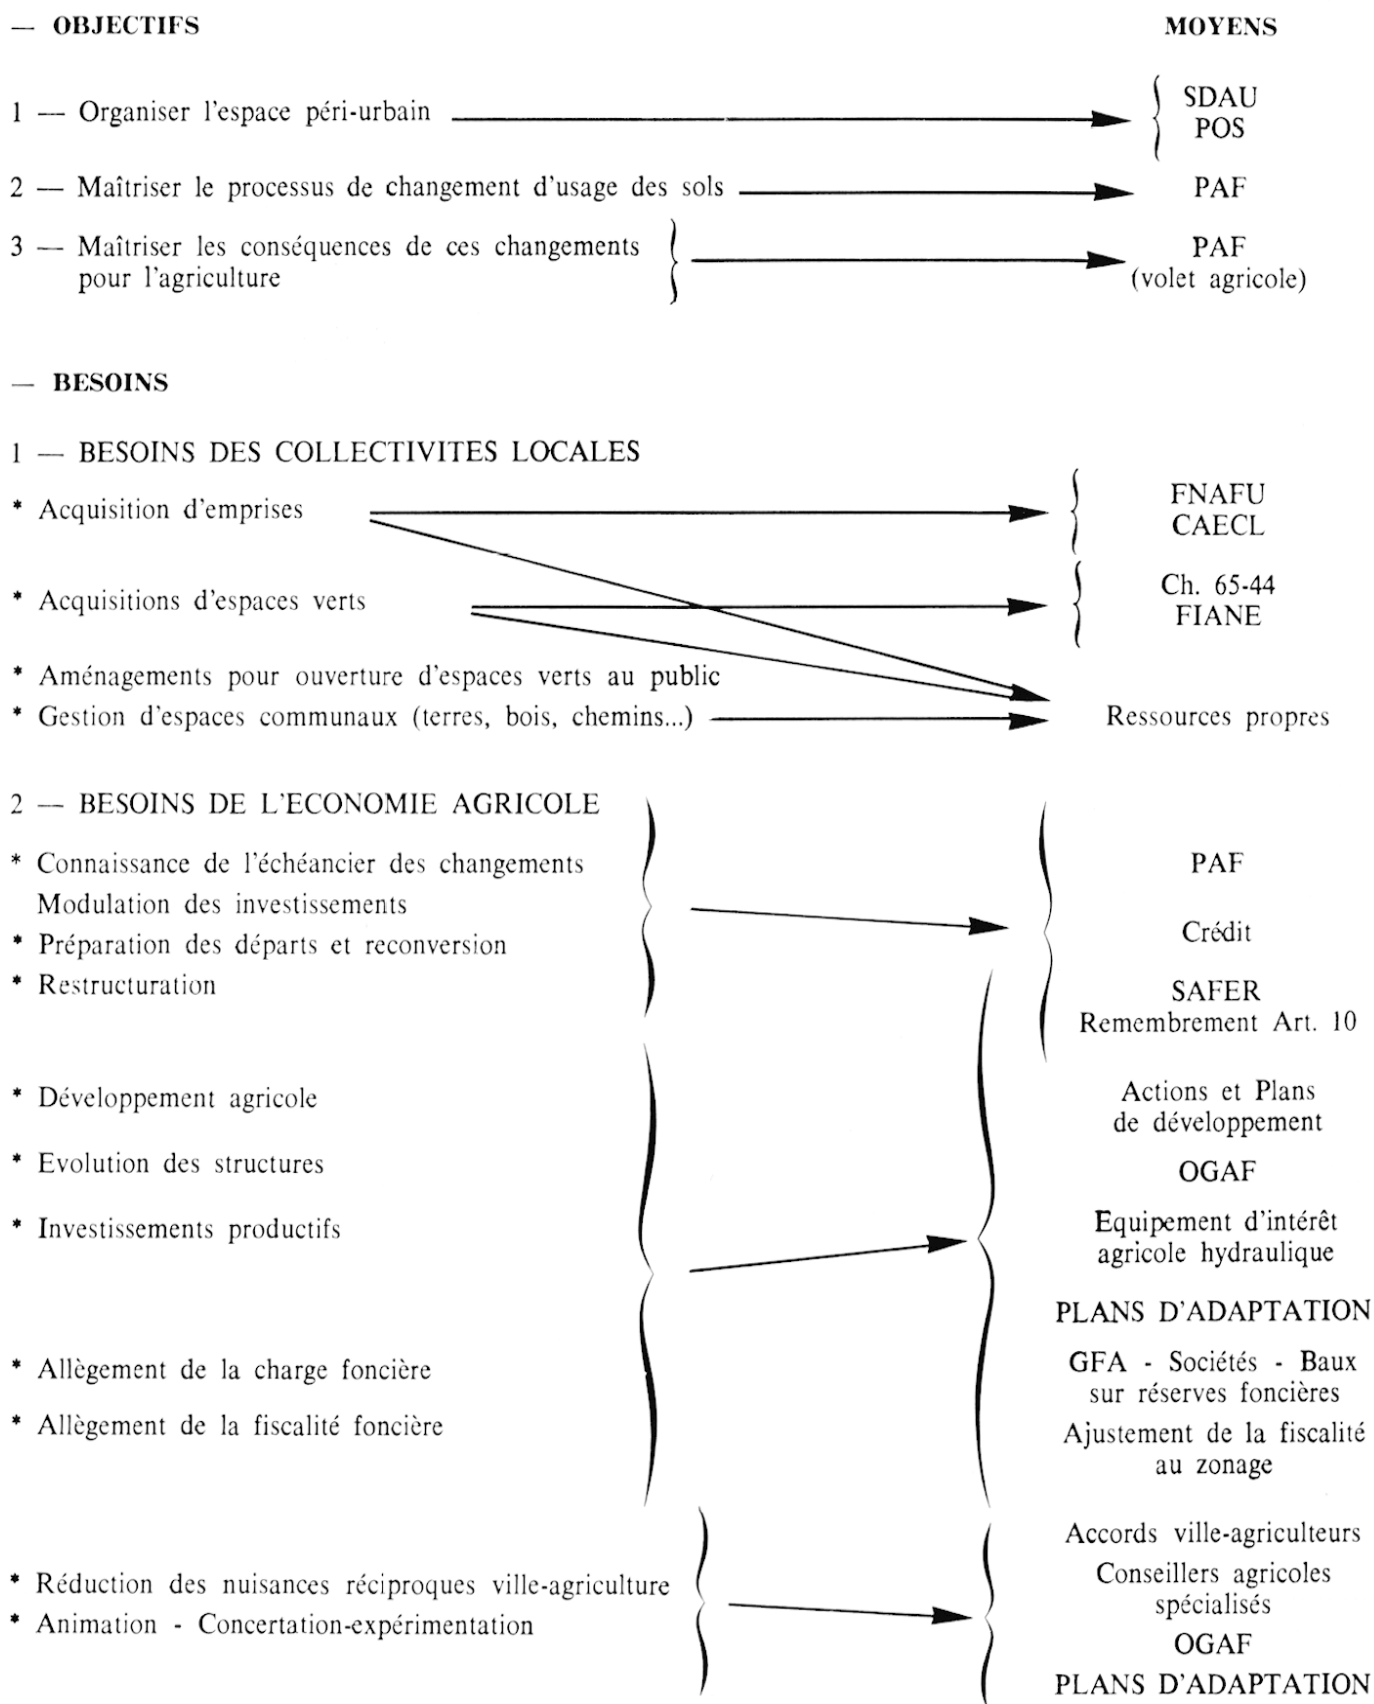 — OBJECTIFS MOYENS
1 — Organiser l'espace péri-urbain
SDAU
POS
2 — Maîtriser le processus de changement d'usage des sols PAF
3 — Maîtriser les conséquences de ces changements
pour l'agriculture
PAF
(volet agricole)
— BESOINS
1 — BESOINS DES COLLECTIVITES LOCALES
* Acquisition d'emprises
FNAFU
CAECL
* Acquisitions d'espaces verts
Ch. 65-44
FIANE
* Aménagements pour ouverture d'espaces verts au public
* Gestion d'espaces communaux (terres, bois, chemins...) Ressources propres
2 — BESOINS DE L'ECONOMIE AGRICOLE
* Connaissance de l'échéancier des changements
Modulation des investissements
* Préparation des départs et reconversion
* Restructuration
PAF
Crédit
SAFER
Remembrement Art. 10
* Développement agricole
* Evolution des structures
* Investissements productifs
* Allègement de la charge foncière
* Allègement de la fiscalité foncière
Actions et Plans
de développement
OGAF
Equipement d'intérêt
agricole hydraulique
PLANS D'ADAPTATION
GFA - Sociétés - Baux
sur réserves foncières
Ajustement de la fiscalité
au zonage
* Réduction des nuisances réciproques ville-agriculture
* Animation - Concertation-expérimentation
Accords ville-agriculteurs
Conseillers agricoles
spécialisés
OGAF
PLANS D'ADAPTATION